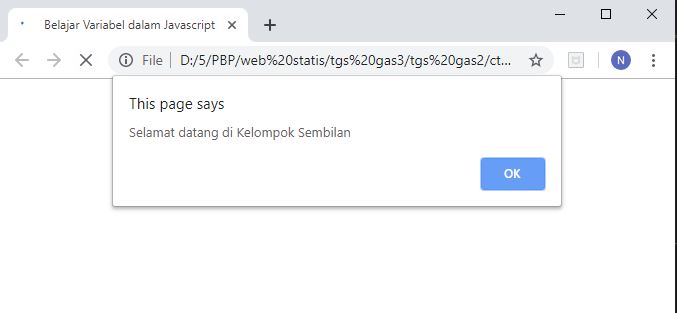 Belajar Variabel dalam Javascript
File | D:/5/PBP/web%20statis/tgs%20gas3/tgs%20gas2/ct...
N
This page says
Selamat datang di Kelompok Sembilan
OK